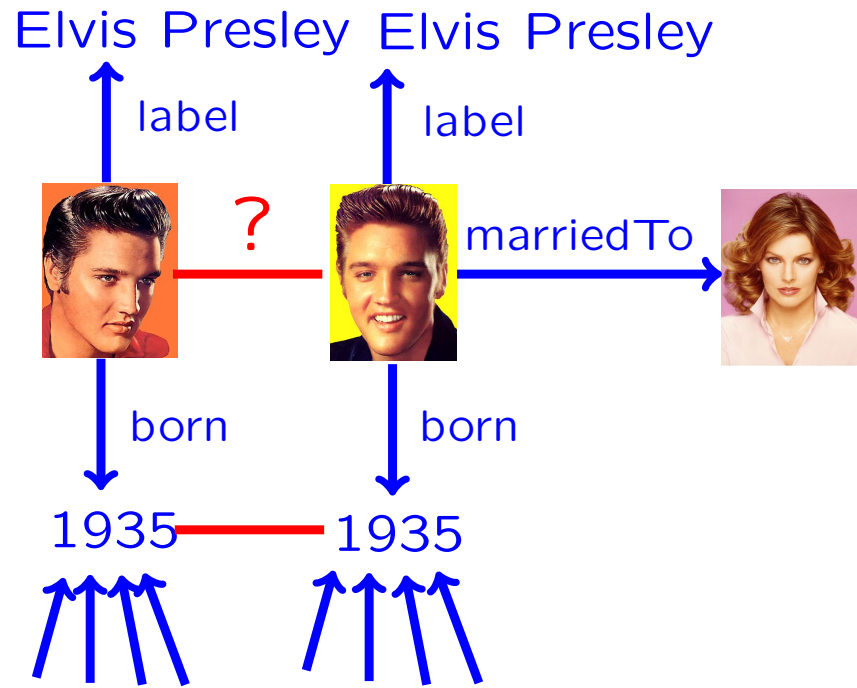 Elvis Presley Elvis Presley
label label
?
marriedTo
born born
1935 1935